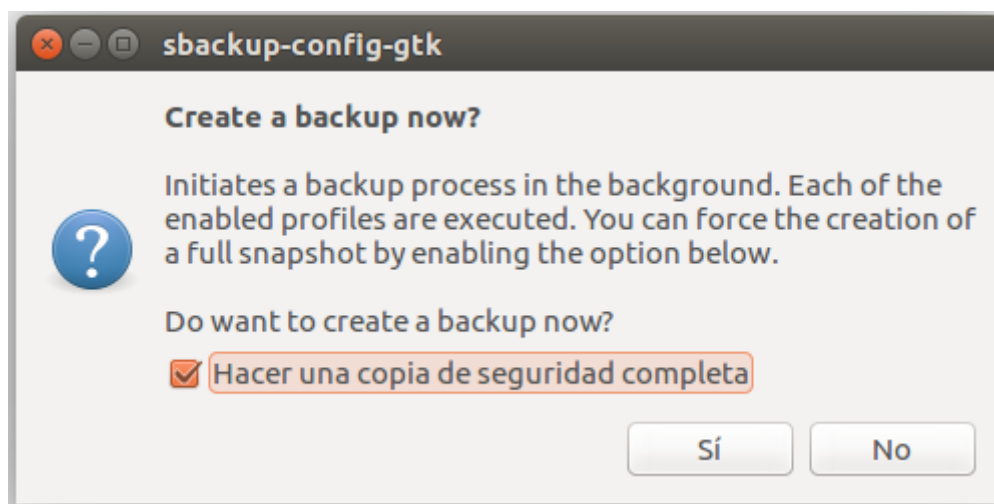 sbackup-config-gtk
Create a backup now?
Initiates a backup process in the background. Each of the
enabled profiles are executed. You can force the creation of
a full snapshot by enabling the option below.
Do want to create a backup now?
Hacer una copia de seguridad completa
Sí No